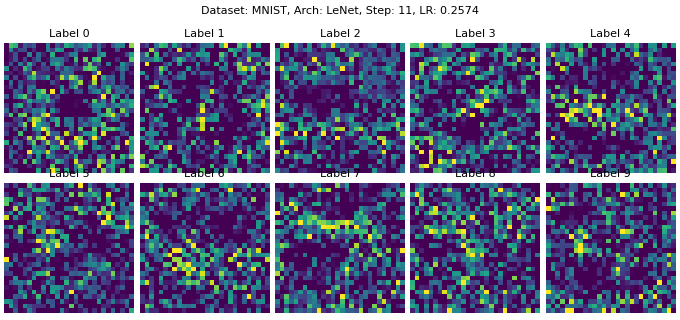 Dataset: MNIST, Arch: LeNet, Step: 11, LR: 0.2574
Label 0 Label 1 Label 2 Label 3 Label 4
Label 5 Label 6 Label 7 Label 8 Label 9